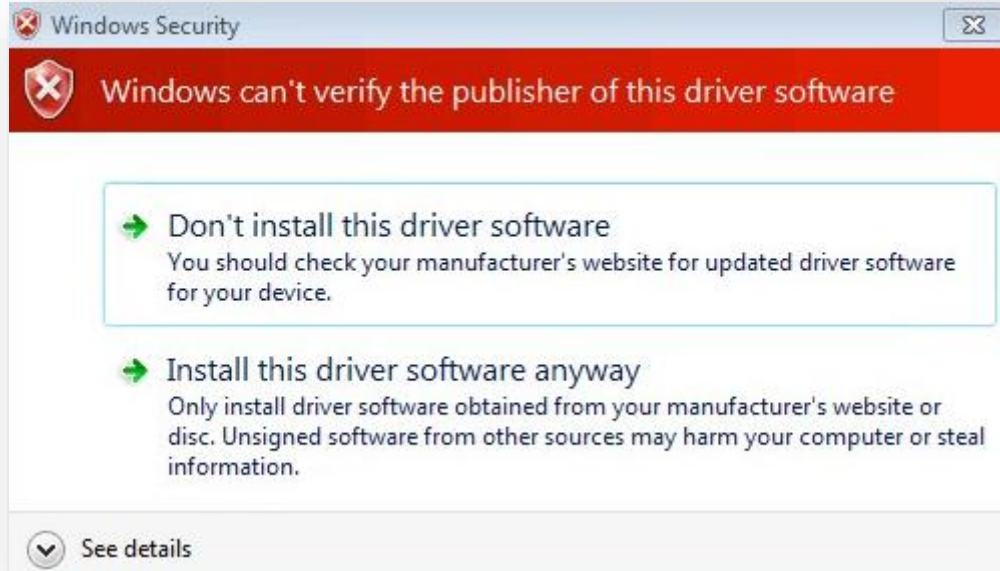 Windows Security
Windows can't verify the publisher of this driver software
Don't install this driver software
You should check your manufacturer's website for updated driver software
for your device.
Install this driver software anyway
Only install driver software obtained from your manufacturer's website or
disc. Unsigned software from other sources may harm your computer or steal
information.
See details